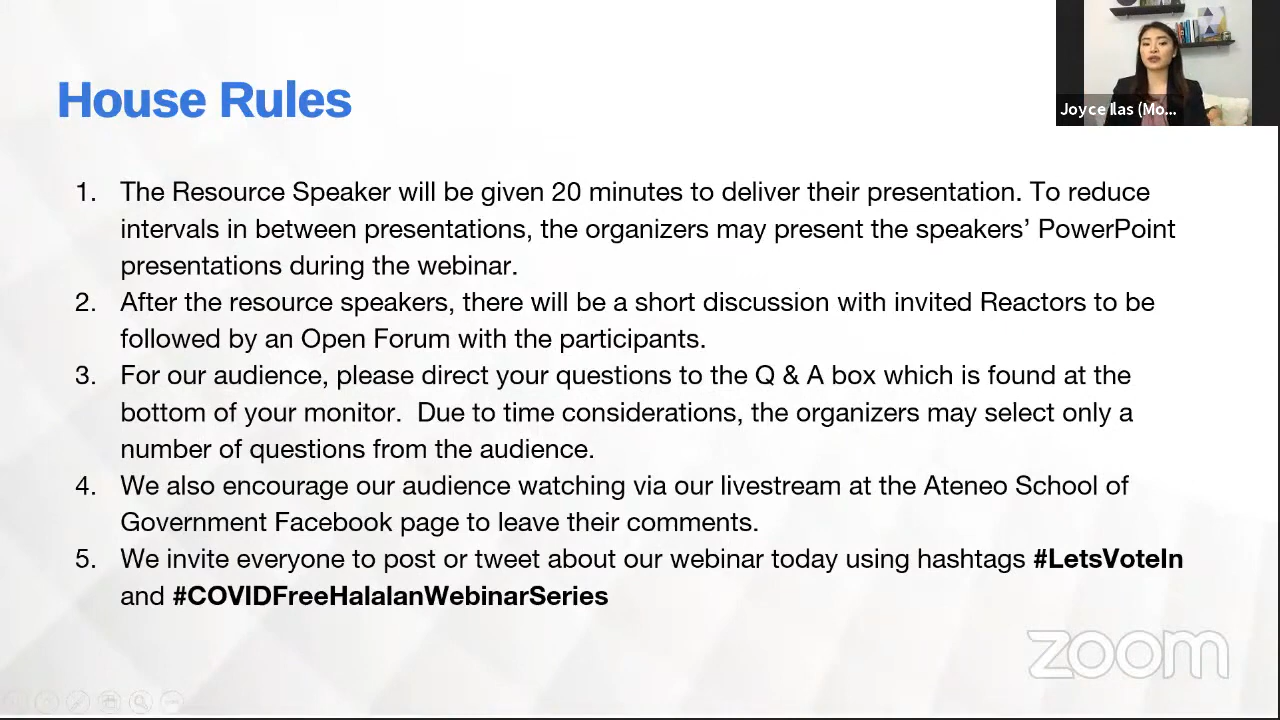 House Rules
Joyce Ilas (Mo...
1. The Resource Speaker will be given 20 minutes to deliver their presentation. To reduce
intervals in between presentations, the organizers may present the speakers’ PowerPoint
presentations during the webinar.
2. After the resource speakers, there will be a short discussion with invited Reactors to be
followed by an Open Forum with the participants.
3. For our audience, please direct your questions to the Q & A box which is found at the
bottom of your monitor.  Due to time considerations, the organizers may select only a
number of questions from the audience.
4. We also encourage our audience watching via our livestream at the Ateneo School of
Government Facebook page to leave their comments.
5. We invite everyone to post or tweet about our webinar today using hashtags #LetsVoteIn
and #COVIDFreeHalalanWebinarSeries
zoom